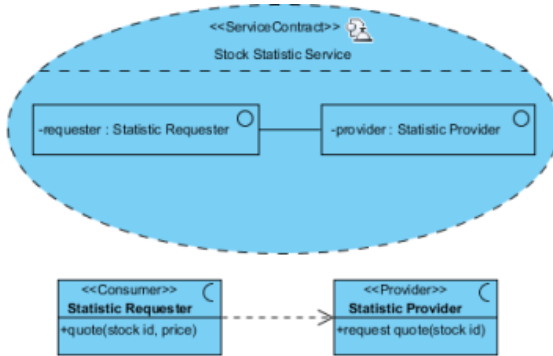 <<ServiceContract>>
Stock Statistic Service
-requester : Statistic Requester
-provider : Statistic Provider
<<Consumer>>
Statistic Requester
+quote(stock id, price)
<<Provider>>
Statistic Provider
+request quote(stock id)